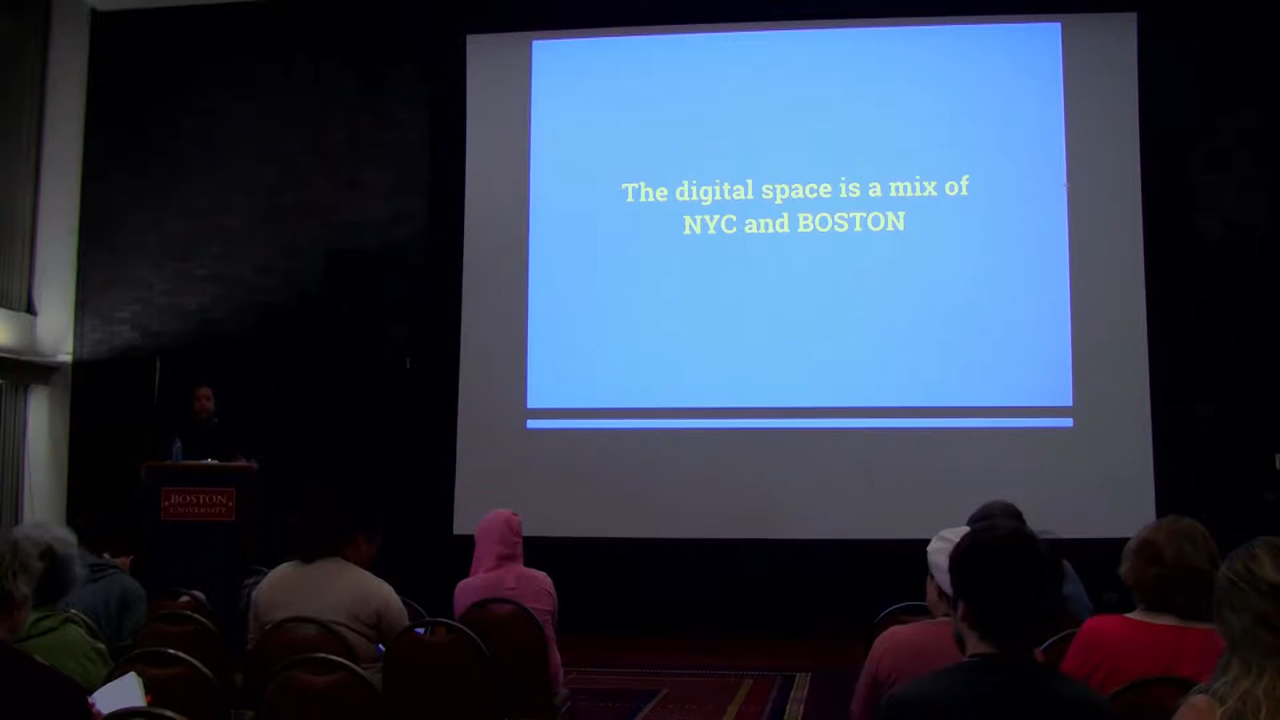 The digital space is a mix of
NYC and BOSTON
BOSTON
UNIVERSITY